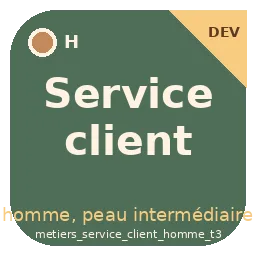 DEV
H
Service
client
homme, peau intermédiaire
metiers_service_client_homme_t3